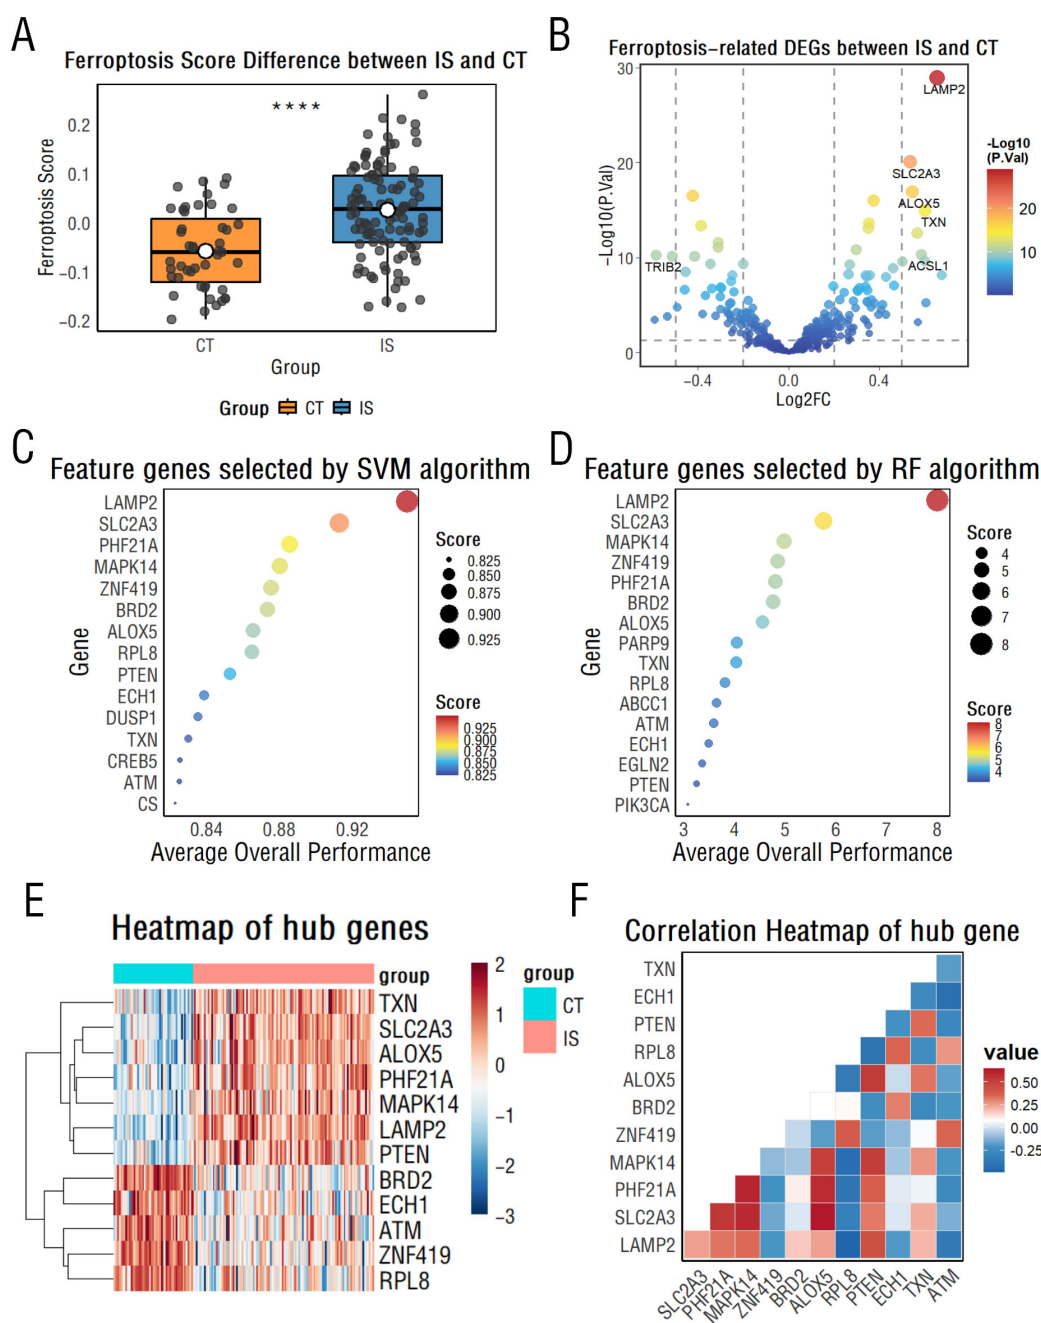 A
Ferroptosis Score Difference between IS and CT
Ferroptosis Score
0.2
0.1
0.0
−0.1
−0.2
****
CT
IS
Group
Group CT IS
B
Ferroptosis−related DEGs between IS and CT
−Log10(P.Val)
30
20
10
0
LAMP2
SLC2A3
ALOX5
TXN
TRIB2
ACSL1
−0.4
0.0
0.4
Log2FC
-Log10
(P.Val)
20
10
C
Feature genes selected by SVM algorithm
Gene
LAMP2
SLC2A3
PHF21A
MAPK14
ZNF419
BRD2
ALOX5
RPL8
PTEN
ECH1
DUSP1
TXN
CREB5
ATM
CS
0.84
0.88
0.92
Average Overall Performance
Score
0.825
0.850
0.875
0.900
0.925
Score
0.925
0.900
0.875
0.850
0.825
D
Feature genes selected by RF algorithm
Gene
LAMP2
SLC2A3
MAPK14
ZNF419
PHF21A
BRD2
ALOX5
PARP9
TXN
RPL8
ABCC1
ATM
ECH1
EGLN2
PTEN
PIK3CA
3
4
5
6
7
8
Average Overall Performance
Score
4
5
6
7
8
Score
8
7
6
5
4
E
Heatmap of hub genes
group
TXN
SLC2A3
ALOX5
PHF21A
MAPK14
LAMP2
PTEN
BRD2
ECH1
ATM
ZNF419
RPL8
2
1
0
−1
−2
−3
group
CT
IS
F
Correlation Heatmap of hub gene
TXN
ECH1
PTEN
RPL8
ALOX5
BRD2
ZNF419
MAPK14
PHF21A
SLC2A3
LAMP2
SLC2A3
PHF21A
MAPK14
ZNF419
BRD2
ALOX5
RPL8
PTEN
ECH1
TXN
ATM
value
0.50
0.25
0.00
-0.25